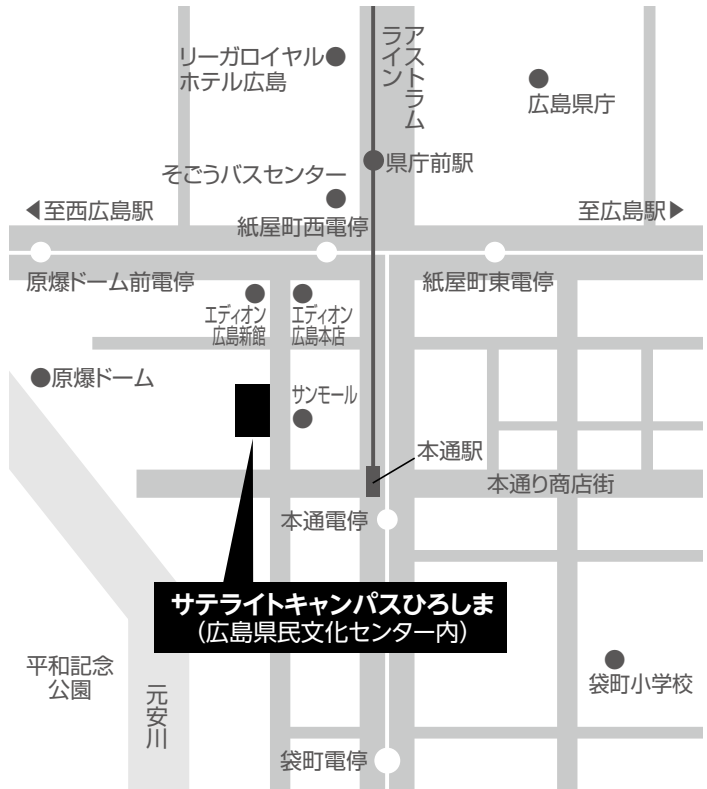 アストラム
ライン
リーガロイヤル
ホテル広島
広島県庁
県庁前駅
そごうバスセンター
◀至西広島駅
至広島駅▶
紙屋町西電停
原爆ドーム前電停
紙屋町東電停
エディオン
広島新館
エディオン
広島本店
原爆ドーム
サンモール
本通駅
本通り商店街
本通電停
サテライトキャンパスひろしま
(広島県民文化センター内)
平和記念
公園
元安川
袋町小学校
袋町電停